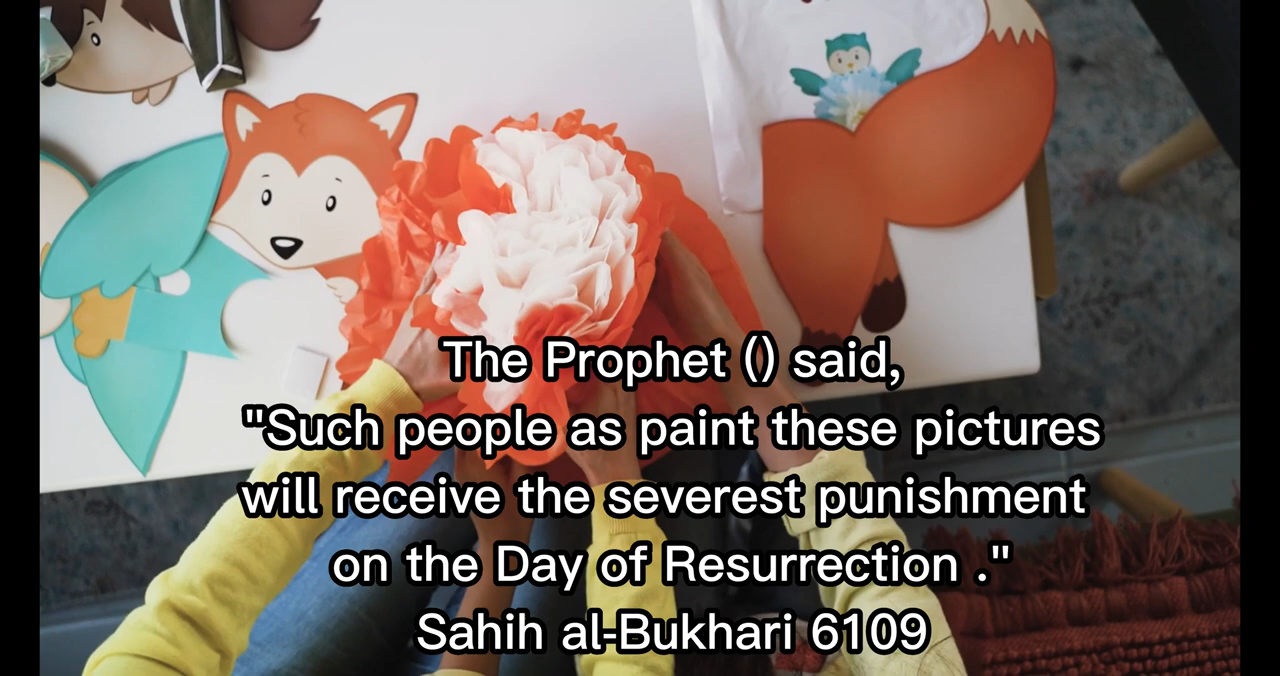 The Prophet () said,
"Such people as paint these pictures
will receive the severest punishment
on the Day of Resurrection ."
Sahih al-Bukhari 6109